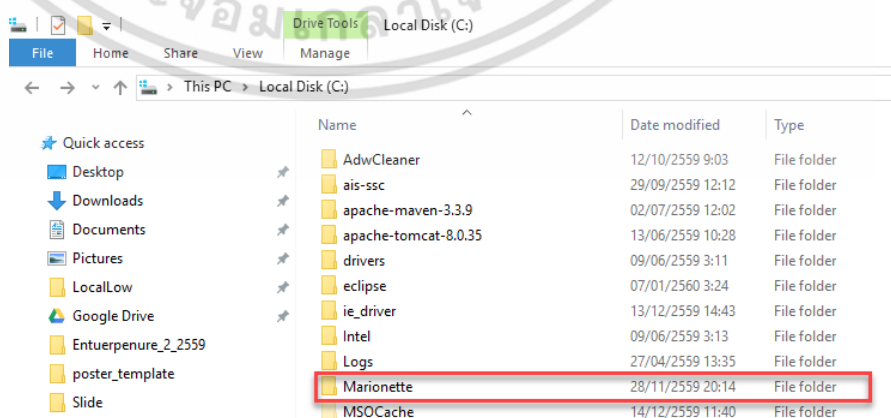 Drive Tools Local Disk (C:)
File Home Share View Manage
This PC Local Disk (C:)
Name Date modified Type
Quick access
Desktop
Downloads
Documents
Pictures
LocalLow
Google Drive
Entuerpenure_2_2559
poster_template
Slide
AdwCleaner 12/10/2559 9:03 File folder
ais-ssc 29/09/2559 12:12 File folder
apache-maven-3.3.9 02/07/2559 12:02 File folder
apache-tomcat-8.0.35 13/06/2559 10:28 File folder
drivers 09/06/2559 3:11 File folder
eclipse 07/01/2560 3:24 File folder
ie_driver 13/12/2559 14:43 File folder
Intel 09/06/2559 3:13 File folder
Logs 27/04/2559 13:35 File folder
Marionette 28/11/2559 20:14 File folder
MSOCache 14/12/2559 11:40 File folder